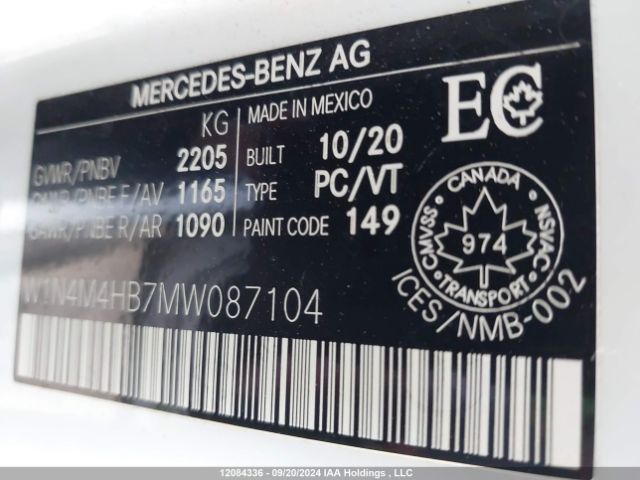 MERCEDES-BENZ AG
KG
GVWR/PNBV 2205
GAWR/PNBE F/AV 1165
GAWR/PNBE R/AR 1090
MADE IN MEXICO
BUILT 10/20
TYPE PC/VT
PAINT CODE 149
EC
CANADA
CMVSS
974
NSVAC
TRANSPORT
ICES/NMB-002
W1N4M4HB7MW087104
12084336 - 09/20/2024 IAA Holdings , LLC